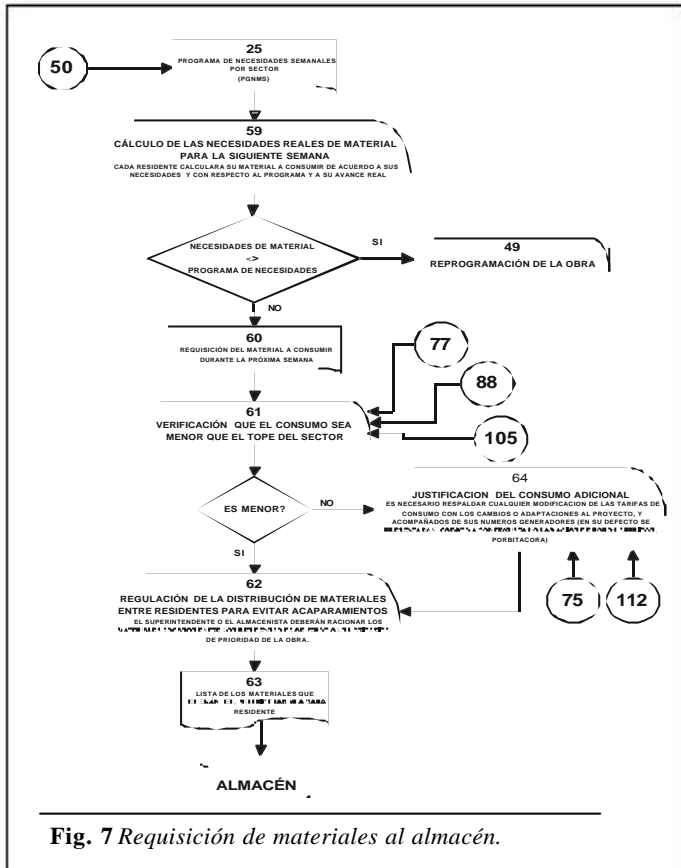 25
PROGRAMA DE NECESIDADES SEMANALES
POR SECTOR
(PGNMS)
50
59
CÁLCULO DE LAS NECESIDADES REALES DE MATERIAL
PARA LA SIGUIENTE SEMANA
CADA RESIDENTE CALCULARA SU MATERIAL A CONSUMIR DE ACUERDO A SUS
NECESIDADES Y CON RESPECTO AL PROGRAMA Y A SU AVANCE REAL
NECESIDADES DE MATERIAL
<>
PROGRAMA DE NECESIDADES
SI
49
REPROGRAMACIÓN DE LA OBRA
NO
60
REQUISICIÓN DEL MATERIAL A CONSUMIR
DURANTE LA PRÓXIMA SEMANA
77
88
105
61
VERIFICACIÓN QUE EL CONSUMO SEA
MENOR QUE EL TOPE DEL SECTOR
ES MENOR?
NO
64
JUSTIFICACION DEL CONSUMO ADICIONAL
ES NECESARIO RESPALDAR CUALQUIER MODIFICACION DE LAS TARIFAS DE
CONSUMO CON LOS CAMBIOS O ADAPTACIONES AL PROYECTO, Y
ACOMPAÑADOS DE SUS NUMEROS GENERADORES (EN SU DEFECTO SE
PORBITACORA)
SI
75
112
62
REGULACIÓN DE LA DISTRIBUCIÓN DE MATERIALES
ENTRE RESIDENTES PARA EVITAR ACAPARAMIENTOS
EL SUPERINTENDENTE O EL ALMACENISTA DEBERÁN RACIONAR LOS
DE PRIORIDAD DE LA OBRA.
63
LISTA DE LOS MATERIALES QUE
RESIDENTE
ALMACÉN
Fig. 7 Requisición de materiales al almacén.